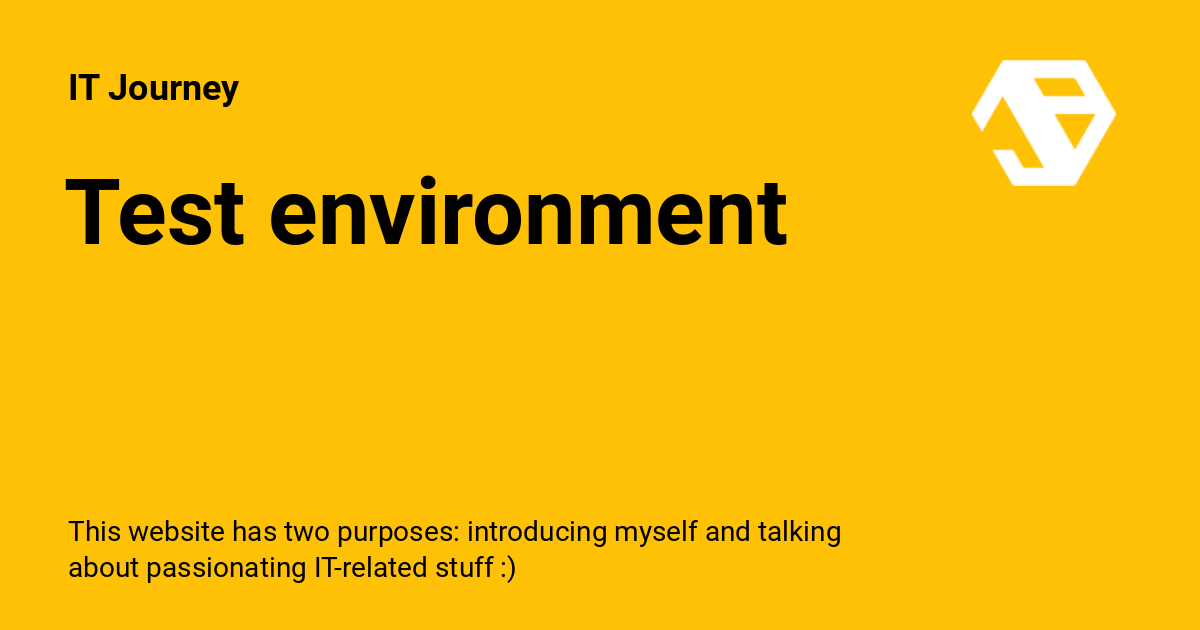 IT Journey
Test environment
This website has two purposes: introducing myself and talking
about passionating IT-related stuff :)